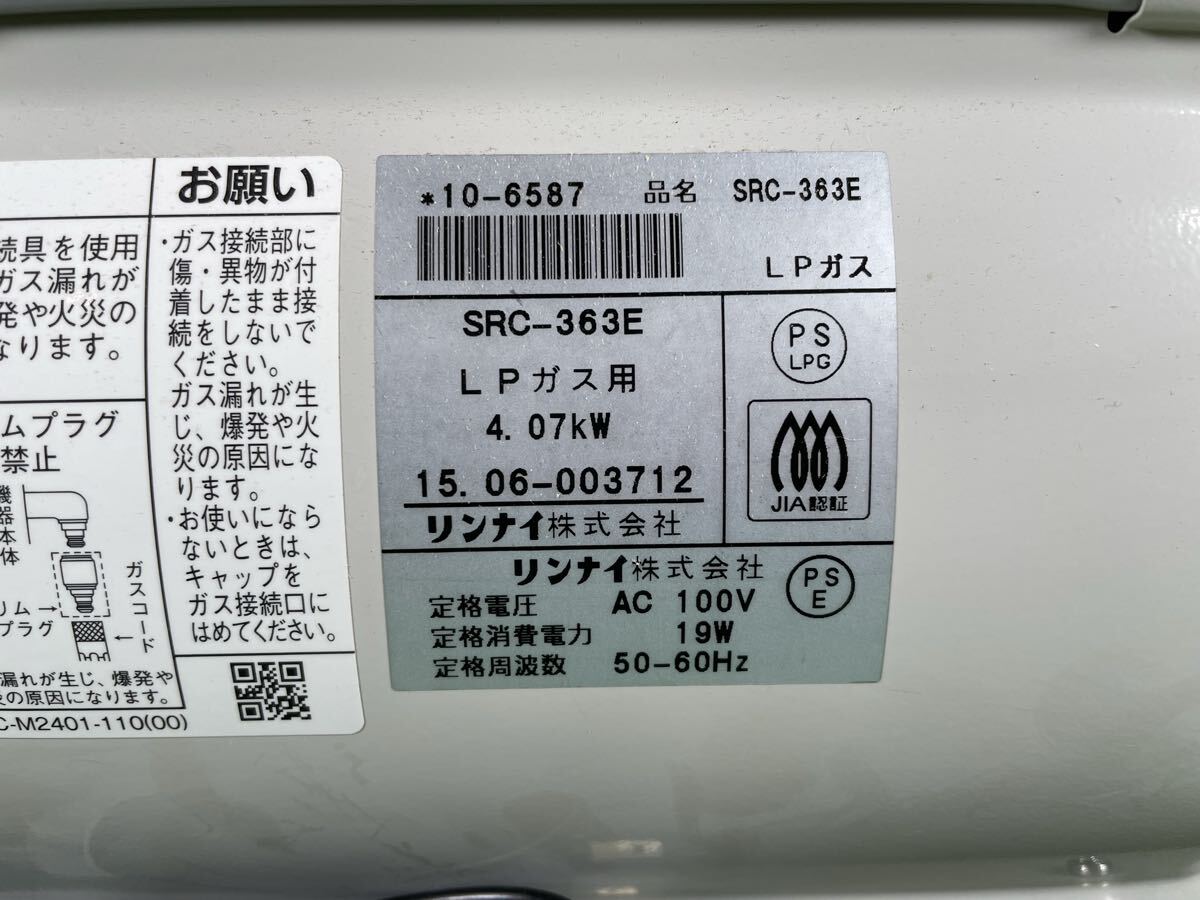 続具を使用
ガス漏れが
発や火災の
なります。
ムプラグ
禁止
機器本体
ガスコード
リム
プラグ
漏れが生じ、爆発や
災の原因になります。
C-M2401-110(00)
お願い
・ガス接続部に
傷・異物が付
着したまま接
続をしないで
ください。
ガス漏れが生
じ、爆発や火
災の原因にな
ります。
・お使いになら
ないときは、
キャップを
ガス接続口に
はめてください。
*10-6587 品名 SRC-363E
LPガス
SRC-363E
LPガス用
4.07kW
15.06-003712
リンナイ株式会社
PS
LPG
JIA認証
リンナイ株式会社
PS
E
定格電圧 AC 100V
定格消費電力 19W
定格周波数 50-60Hz